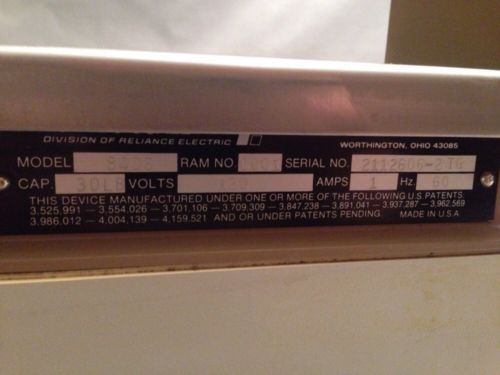 DIVISION OF RELIANCE ELECTRIC
WORTHINGTON, OHIO 43085
MODEL RAM NO. SERIAL NO. 2112606-2IG
CAP. 30LB VOLTS 120 AMPS 1 Hz. 60
THIS DEVICE MANUFACTURED UNDER ONE OR MORE OF THE FOLLOWING U.S. PATENTS
3.525.991 — 3.554.026 — 3.701.106 — 3.709.309 — 3.847.238 — 3.891.041 — 3.937.287 — 3.962.569
3.986.012 — 4.004.139 — 4.159.521 AND OR UNDER PATENTS PENDING. MADE IN U.S.A.